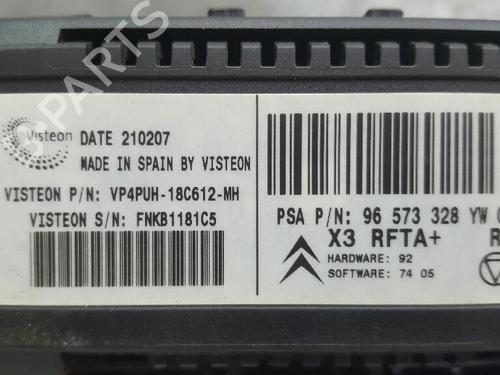 Visteon DATE 210207
MADE IN SPAIN BY VISTEON
VISTEON P/N: VP4PUH-18C612-MH
VISTEON S/N: FNKB1181C5
PSA P/N: 96 573 328 YW
X3 RFTA+ R
HARDWARE: 92
SOFTWARE: 74 05
B-PARTS